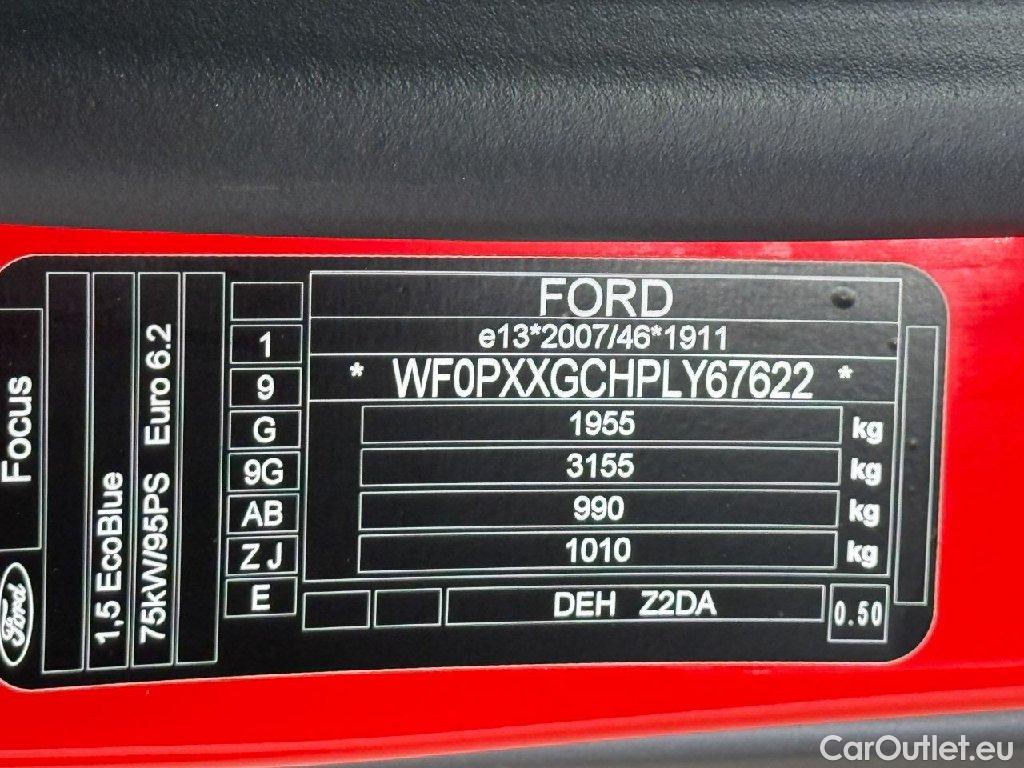 FORD
e13*2007/46*1911
* WF0PXXGCHPLY67622 *
1955 kg
3155 kg
990 kg
1010 kg
DEH Z2DA
0.50
1
9
G
9G
AB
Z J
E
Focus
Ford
1,5 EcoBlue
75kW/95PS Euro 6.2
CarOutlet.eu